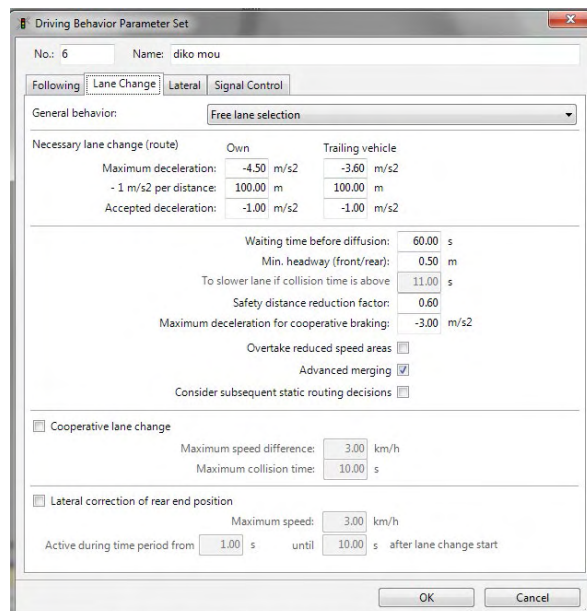 Driving Behavior Parameter Set
No.: 6 Name: diko mou
Following Lane Change Lateral Signal Control
General behavior: Free lane selection
Necessary lane change (route) Own Trailing vehicle
Maximum deceleration: -4.50 m/s2 -3.60 m/s2
- 1 m/s2 per distance: 100.00 m 100.00 m
Accepted deceleration: -1.00 m/s2 -1.00 m/s2
Waiting time before diffusion: 60.00 s
Min. headway (front/rear): 0.50 m
To slower lane if collision time is above 11.00 s
Safety distance reduction factor: 0.60
Maximum deceleration for cooperative braking: -3.00 m/s2
Overtake reduced speed areas
Advanced merging
Consider subsequent static routing decisions
Cooperative lane change
Maximum speed difference: 3.00 km/h
Maximum collision time: 10.00 s
Lateral correction of rear end position
Maximum speed: 3.00 km/h
Active during time period from 1.00 s until 10.00 s after lane change start
OK Cancel